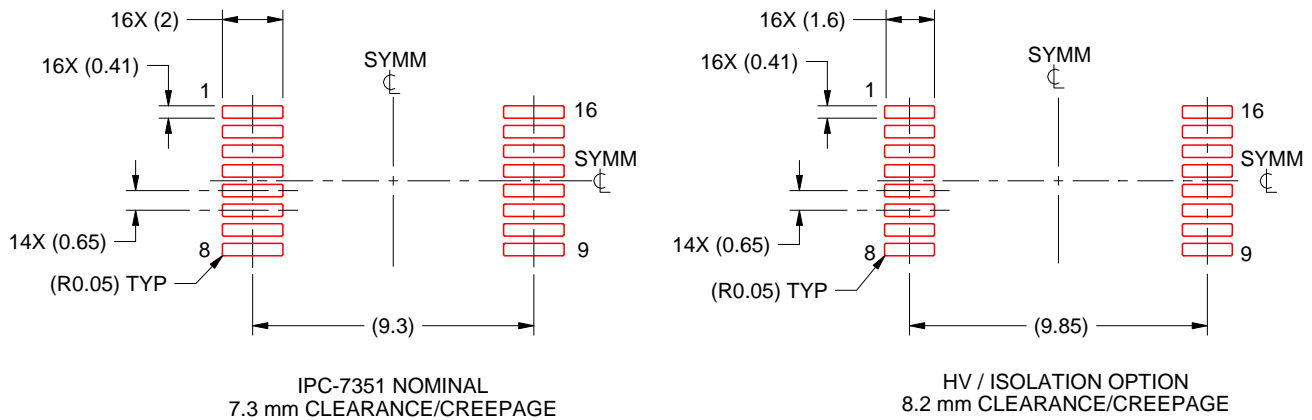 16X (2)
16X (0.41)
SYMM
℄
1
16
SYMM
℄
14X (0.65)
8
9
(R0.05) TYP
(9.3)
IPC-7351 NOMINAL
7.3 mm CLEARANCE/CREEPAGE
16X (1.6)
16X (0.41)
SYMM
℄
1
16
SYMM
℄
14X (0.65)
8
9
(R0.05) TYP
(9.85)
HV / ISOLATION OPTION
8.2 mm CLEARANCE/CREEPAGE